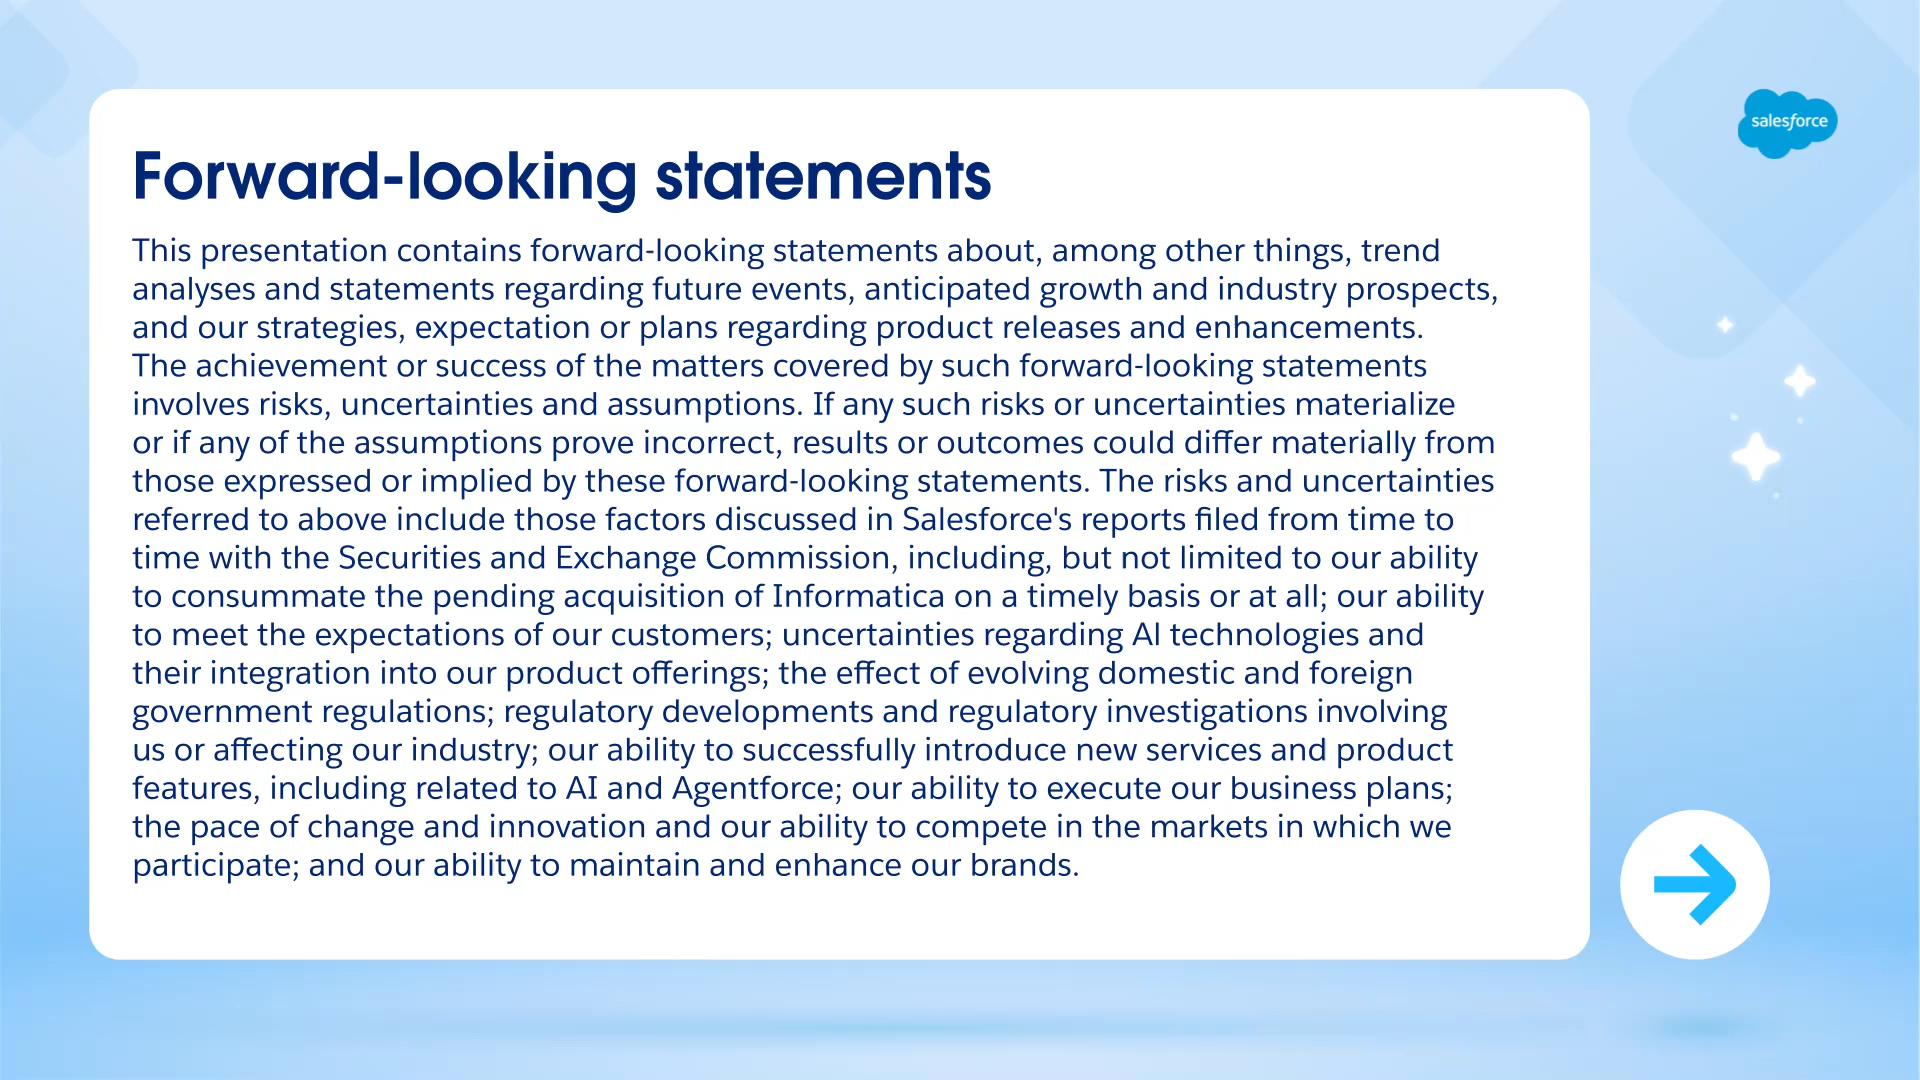 salesforce
Forward-looking statements
This presentation contains forward-looking statements about, among other things, trend
analyses and statements regarding future events, anticipated growth and industry prospects,
and our strategies, expectation or plans regarding product releases and enhancements.
The achievement or success of the matters covered by such forward-looking statements
involves risks, uncertainties and assumptions. If any such risks or uncertainties materialize
or if any of the assumptions prove incorrect, results or outcomes could differ materially from
those expressed or implied by these forward-looking statements. The risks and uncertainties
referred to above include those factors discussed in Salesforce's reports filed from time to
time with the Securities and Exchange Commission, including, but not limited to our ability
to consummate the pending acquisition of Informatica on a timely basis or at all; our ability
to meet the expectations of our customers; uncertainties regarding AI technologies and
their integration into our product offerings; the effect of evolving domestic and foreign
government regulations; regulatory developments and regulatory investigations involving
us or affecting our industry; our ability to successfully introduce new services and product
features, including related to AI and Agentforce; our ability to execute our business plans;
the pace of change and innovation and our ability to compete in the markets in which we
participate; and our ability to maintain and enhance our brands.